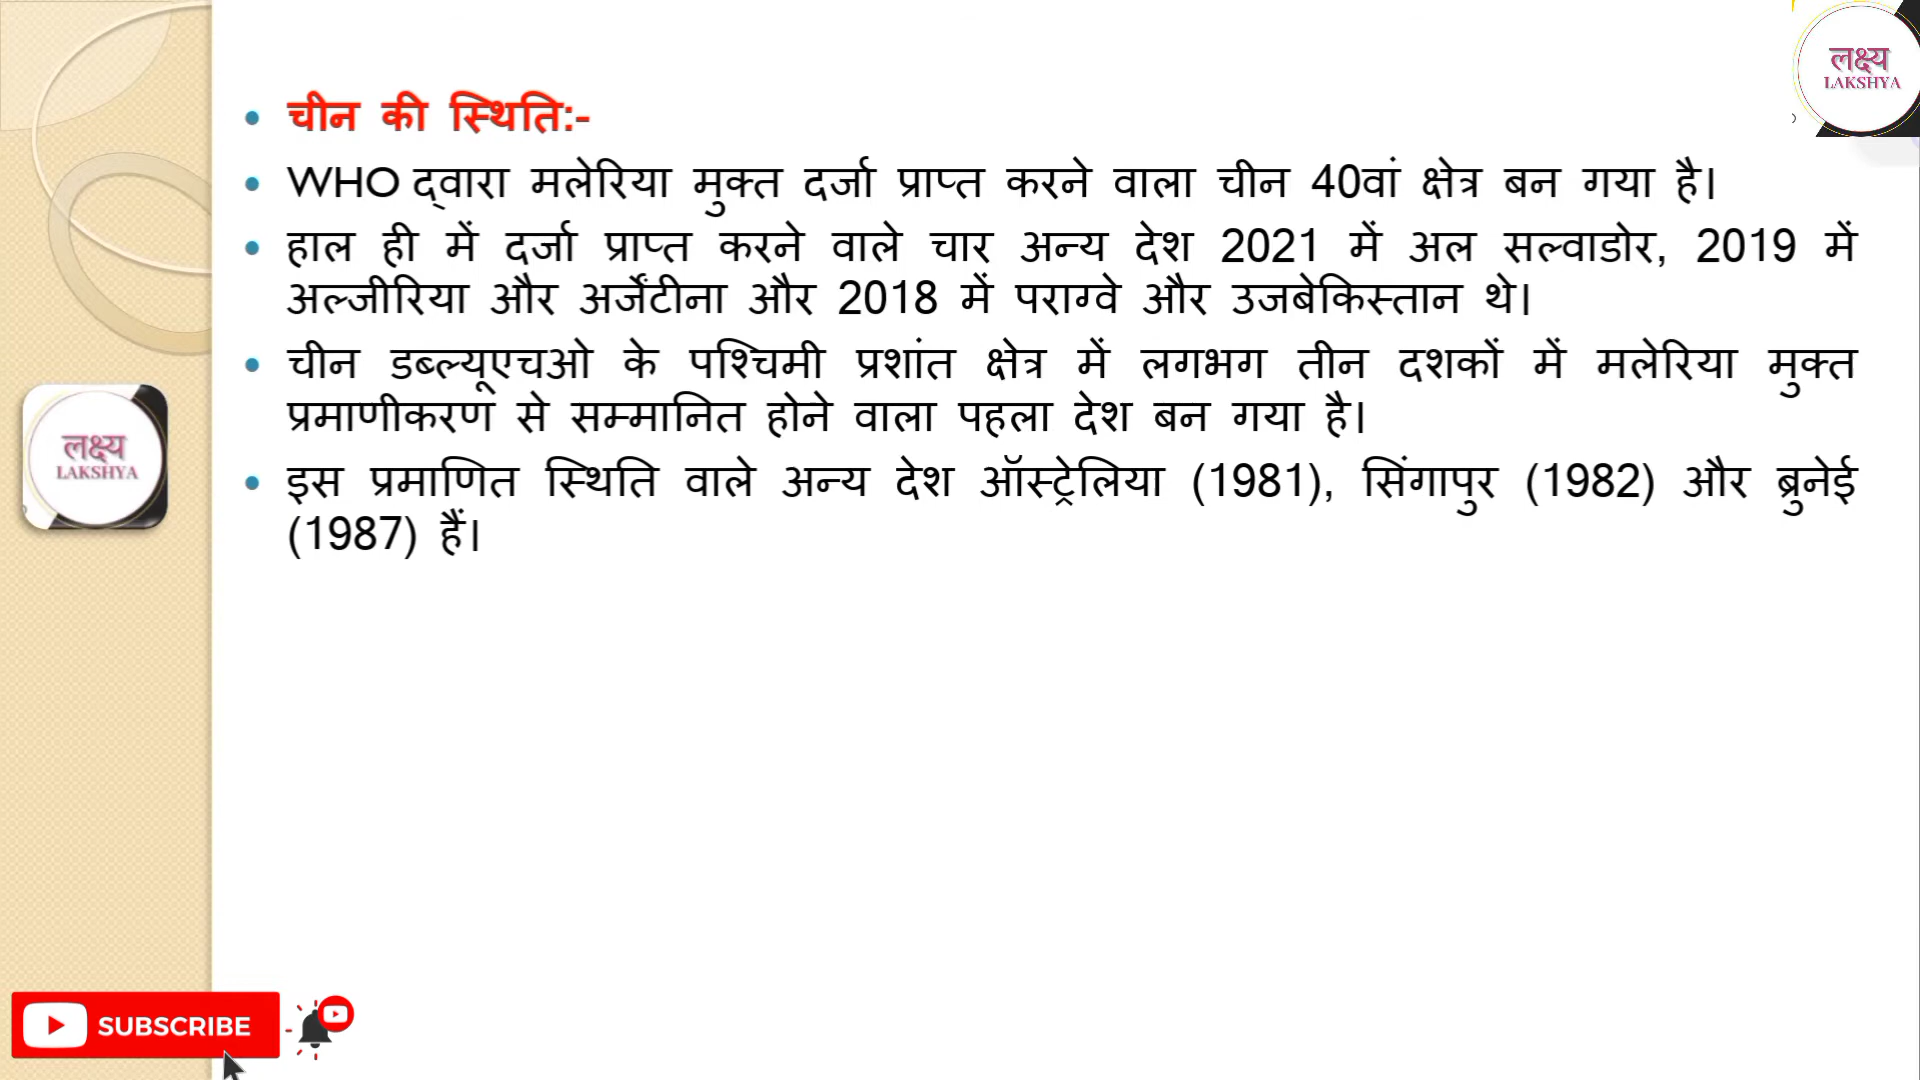 लक्ष्य
LAKSHYA
चीन की स्थिति:-
WHO द्वारा मलेरिया मुक्त दर्जा प्राप्त करने वाला चीन 40वां क्षेत्र बन गया है।
हाल ही में दर्जा प्राप्त करने वाले चार अन्य देश 2021 में अल सल्वाडोर, 2019 में
अल्जीरिया और अर्जेंटीना और 2018 में पराग्वे और उजबेकिस्तान थे।
चीन डब्ल्यूएचओ के पश्चिमी प्रशांत क्षेत्र में लगभग तीन दशकों में मलेरिया मुक्त
प्रमाणीकरण से सम्मानित होने वाला पहला देश बन गया है।
इस प्रमाणित स्थिति वाले अन्य देश ऑस्ट्रेलिया (1981), सिंगापुर (1982) और ब्रुनेई
(1987) हैं।
लक्ष्य
LAKSHYA
SUBSCRIBE